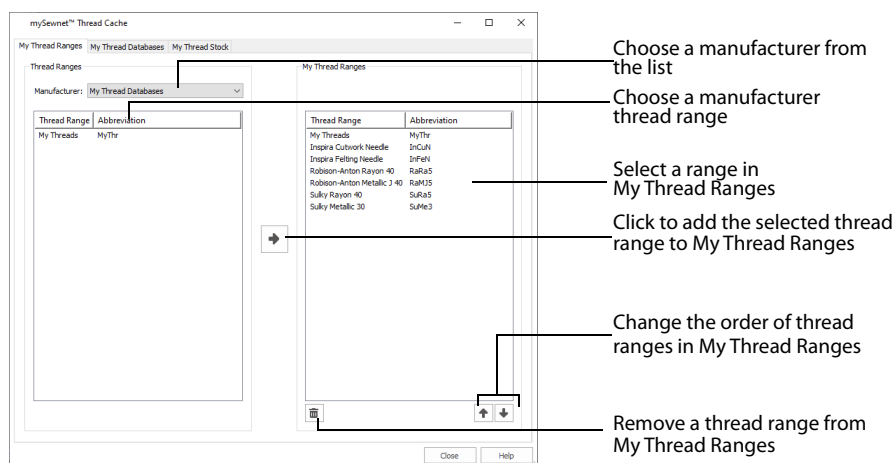 mySewnet™ Thread Cache
My Thread Ranges My Thread Databases My Thread Stock
Thread Ranges
Manufacturer: My Thread Databases
Thread Range Abbreviation
My Threads MyThr
My Thread Ranges
Thread Range Abbreviation
My Threads MyThr
Inspira Cutwork Needle InCuN
Inspira Felting Needle InFeN
Robison-Anton Rayon 40 RaRa5
Robison-Anton Metallic J 40 RaMJ5
Sulky Rayon 40 SuRa5
Sulky Metallic 30 SuMe3
Close Help
Choose a manufacturer from
the list
Choose a manufacturer
thread range
Select a range in
My Thread Ranges
Click to add the selected thread
range to My Thread Ranges
Change the order of thread
ranges in My Thread Ranges
Remove a thread range from
My Thread Ranges